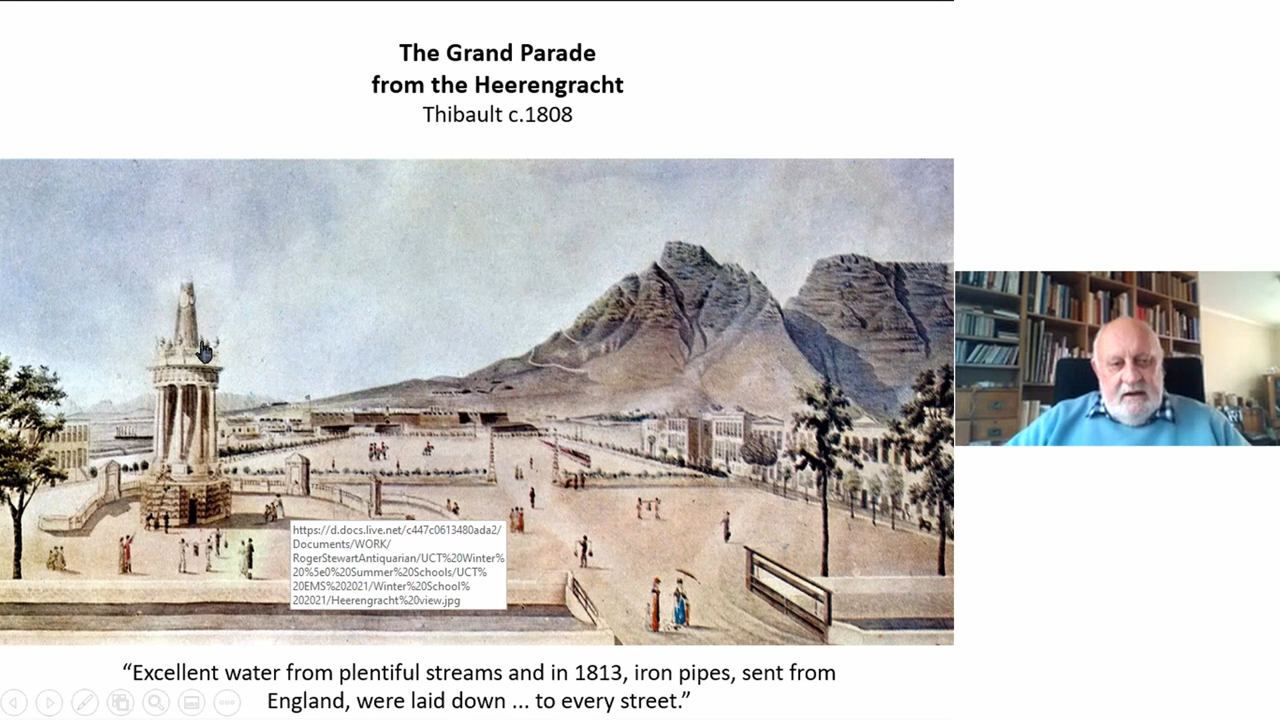 The Grand Parade
from the Heerengracht
Thibault c.1808
https://d.docs.live.net/c447c0613480ada2/
Documents/WORK/
RogerStewartAntiquarian/UCT%20Winter%
20%5e0%20Summer%20Schools/UCT%
20EMS%202021/Winter%20School%
202021/Heerengracht%20view.jpg
“Excellent water from plentiful streams and in 1813, iron pipes, sent from
England, were laid down ... to every street.”